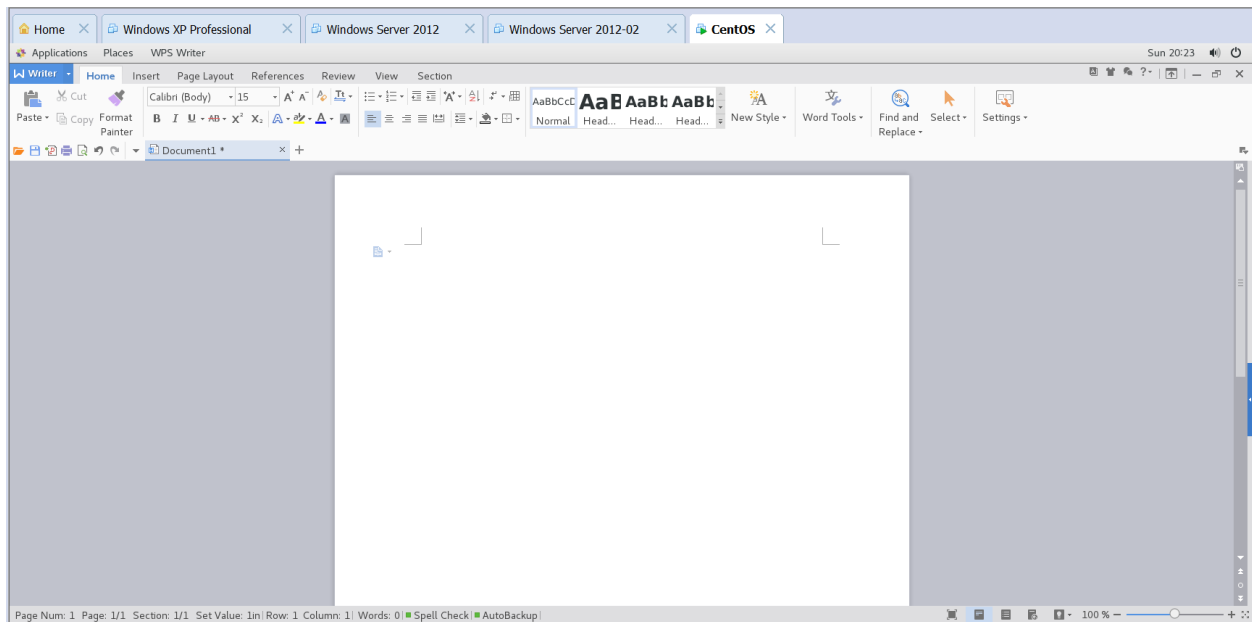 Home Windows XP Professional Windows Server 2012 Windows Server 2012-02 CentOS
Applications Places WPS Writer Sun 20:23
Writer Home Insert Page Layout References Review View Section ?
Cut Calibri (Body) 15 AaBbCcD AaB AaBb AaBb
Paste Copy Format Painter B I U AB X² X₂ A A A Normal Head... Head... Head... New Style Word Tools Find and Replace Select Settings
Document1 * × +
Page Num: 1 Page: 1/1 Section: 1/1 Set Value: 1in Row: 1 Column: 1 Words: 0 Spell Check AutoBackup 100 %